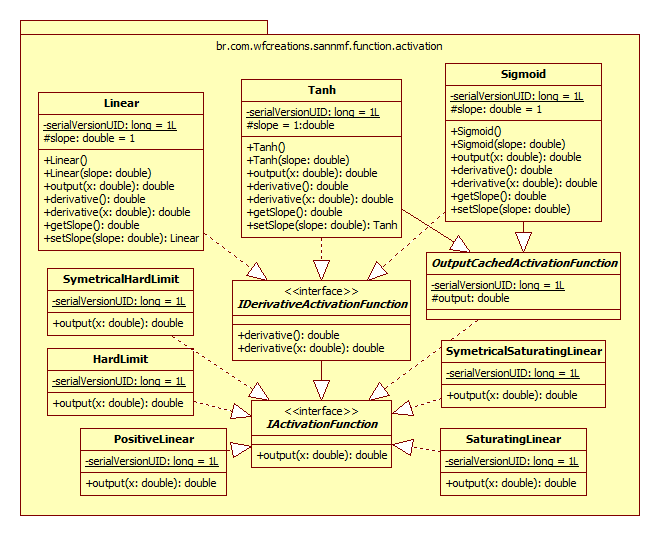 br.com.wfcreations.sannmf.function.activation
Linear
-serialVersionUID: long = 1L
#slope: double = 1
+Linear()
+Linear(slope: double)
+output(x: double): double
+derivative(): double
+derivative(x: double): double
+getSlope(): double
+setSlope(slope: double): Linear
Tanh
-serialVersionUID: long = 1L
#slope = 1:double
+Tanh()
+Tanh(slope: double)
+output(x: double): double
+derivative(): double
+derivative(x: double): double
+getSlope(): double
+setSlope(slope: double): Tanh
Sigmoid
-serialVersionUID: long = 1L
#slope: double = 1
+Sigmoid()
+Sigmoid(slope: double)
+output(x: double): double
+derivative(): double
+derivative(x: double): double
+getSlope(): double
+setSlope(slope: double)
SymetricalHardLimit
-serialVersionUID: long = 1L
+output(x: double): double
<<interface>>
IDerivativeActivationFunction
+derivative(): double
+derivative(x: double): double
OutputCachedActivationFunction
-serialVersionUID: long = 1L
#output: double
HardLimit
-serialVersionUID: long = 1L
+output(x: double): double
SymetricalSaturatingLinear
-serialVersionUID: long = 1L
+output(x: double): double
<<interface>>
IActivationFunction
+output(x: double): double
PositiveLinear
-serialVersionUID: long = 1L
+output(x: double): double
SaturatingLinear
-serialVersionUID: long = 1L
+output(x: double): double